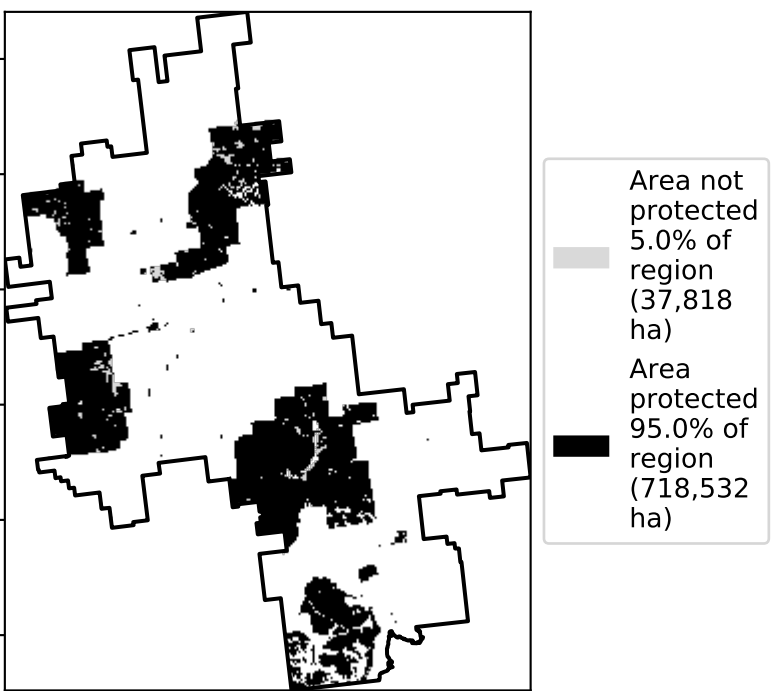 Area not
protected
5.0% of
region
(37,818
ha)
Area
protected
95.0% of
region
(718,532
ha)